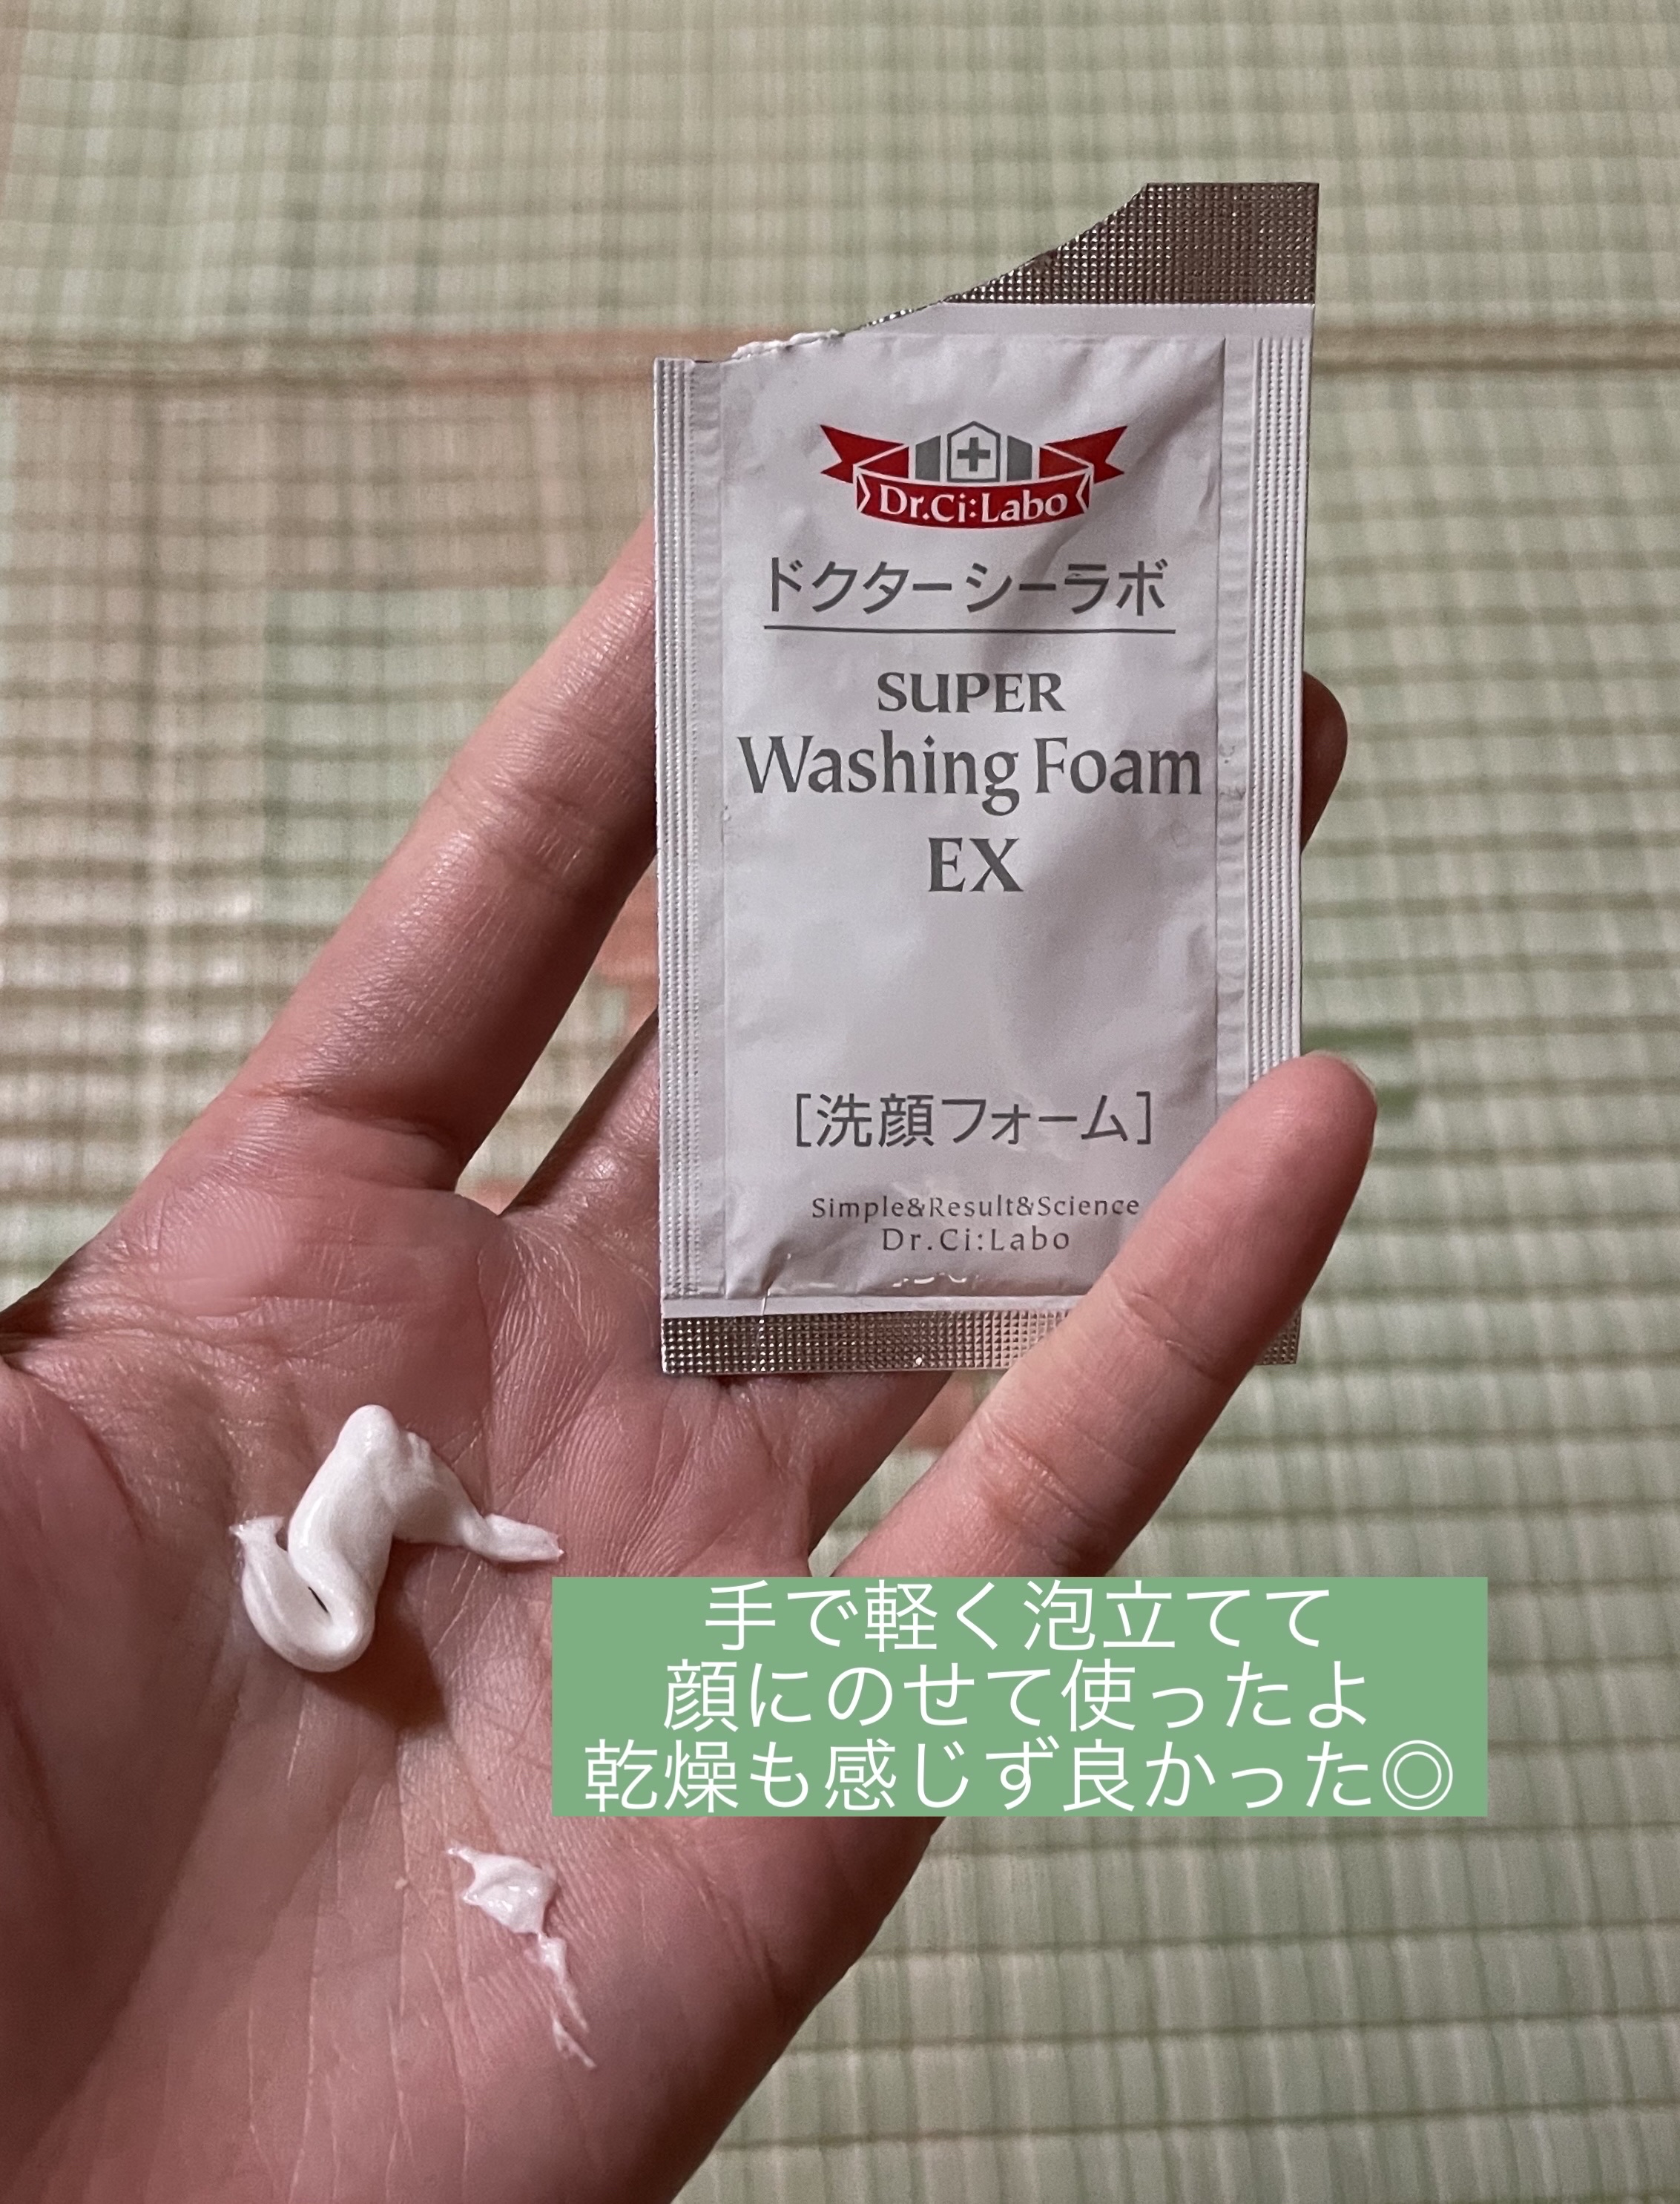 Dr.Ci:Labo
ドクターシーラボ
SUPER
Washing Foam
EX
[洗顔フォーム]
Simple&Result&Science
Dr.Ci:Labo
手で軽く泡立てて
顔にのせて使ったよ
乾燥も感じず良かった◎